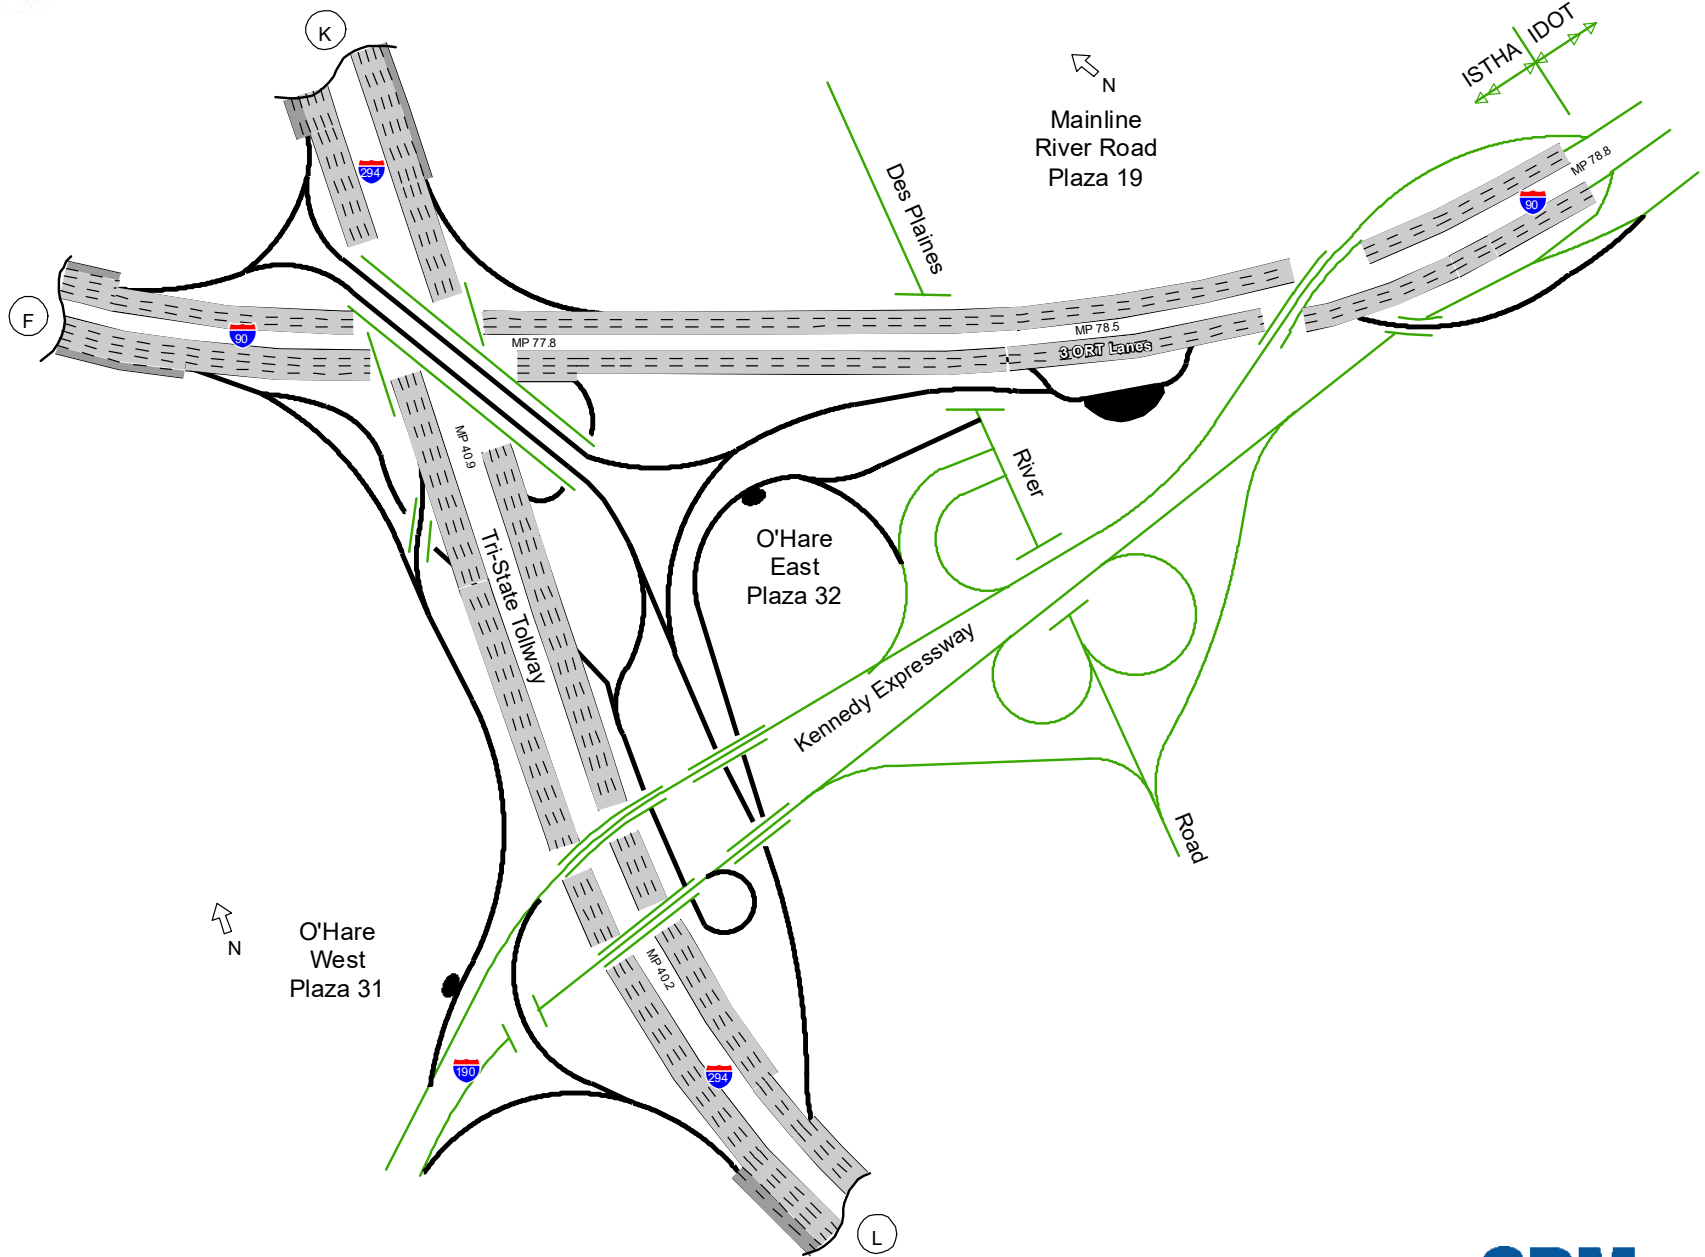 K
ISTHA IDOT
N
Mainline
River Road
Plaza 19
294
Des Plaines
MP 78.8
90
F
90
MP 77.8
MP 78.5
3 ORT Lanes
MP 40.9
River
Tri-State Tollway
O'Hare
East
Plaza 32
Kennedy Expressway
Road
N
O'Hare
West
Plaza 31
MP 40.2
190
294
L